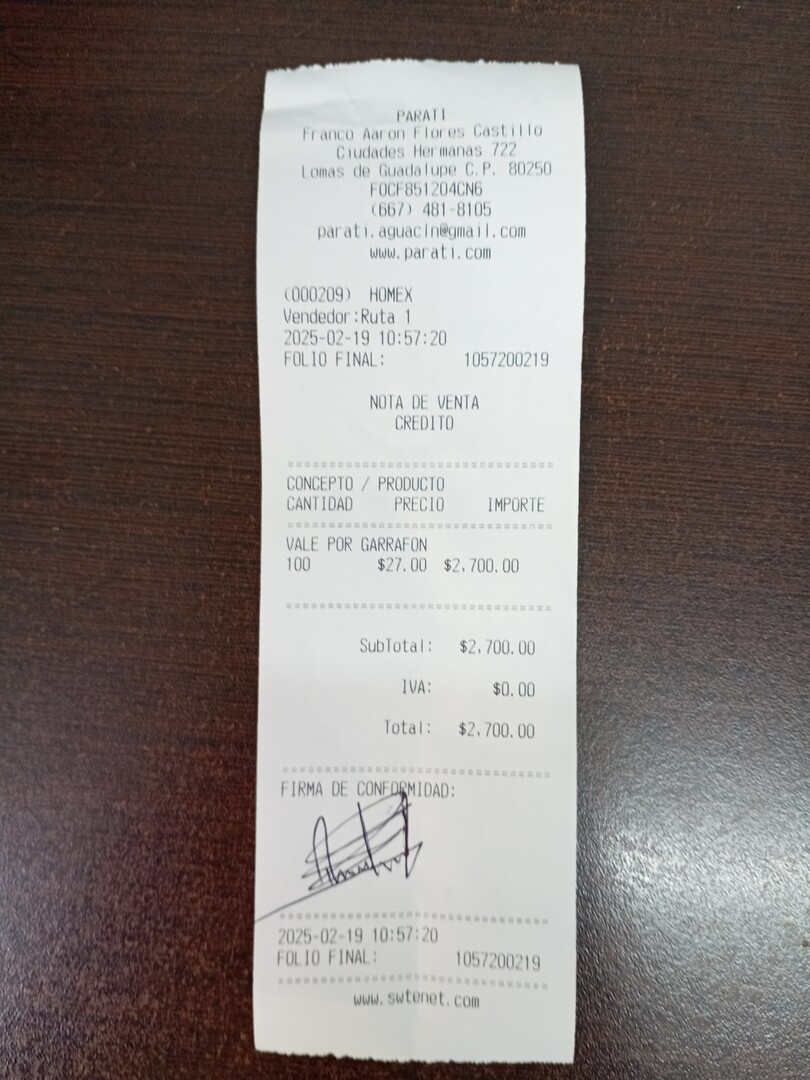 PARATI
Franco Aaron Flores Castillo
Ciudades Hermanas 722
Lomas de Guadalupe C.P. 80250
FOCF851204CN6
(667) 481-8105
parati.aguacln@gmail.com
www.parati.com
(000209) HOMEX
Vendedor:Ruta 1
2025-02-19 10:57:20
FOLIO FINAL: 1057200219
NOTA DE VENTA
CREDITO
CONCEPTO / PRODUCTO
CANTIDAD PRECIO IMPORTE
VALE POR GARRAFON
100 $27.00 $2,700.00
SubTotal: $2,700.00
IVA: $0.00
Total: $2,700.00
FIRMA DE CONFORMIDAD:
2025-02-19 10:57:20
FOLIO FINAL: 1057200219
www.swtenet.com